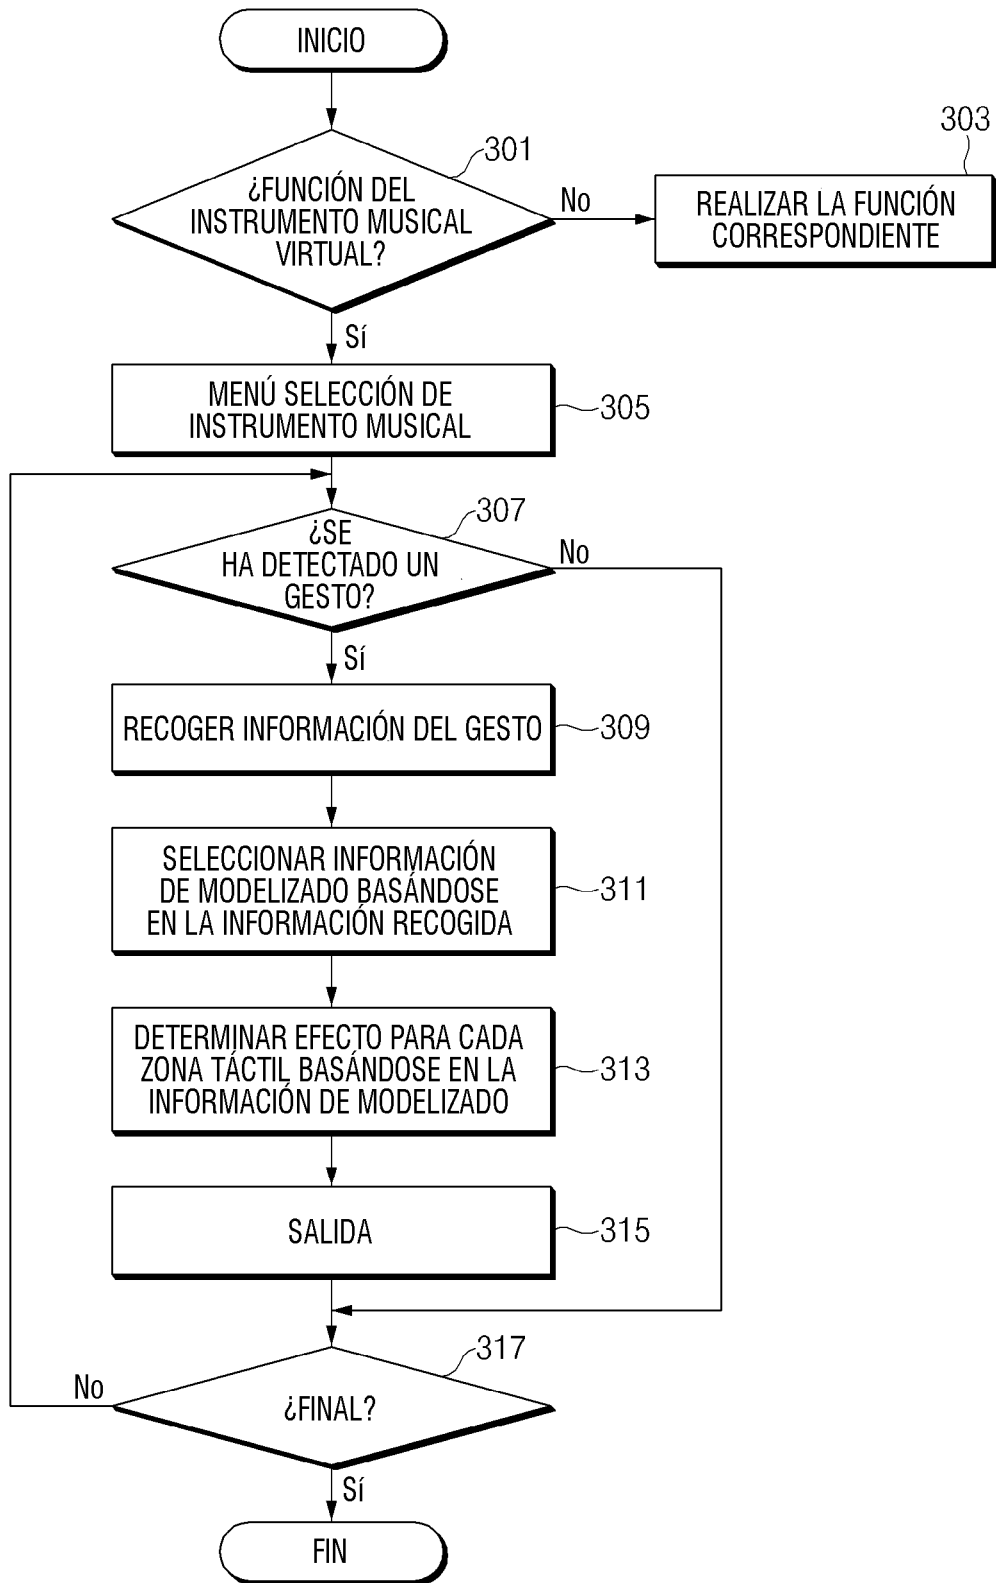 INICIO
301
303
¿FUNCIÓN DEL
INSTRUMENTO MUSICAL
VIRTUAL?
No
REALIZAR LA FUNCIÓN
CORRESPONDIENTE
Sí
MENÚ SELECCIÓN DE
INSTRUMENTO MUSICAL
305
307
¿SE
HA DETECTADO UN
GESTO?
No
Sí
RECOGER INFORMACIÓN DEL GESTO
309
SELECCIONAR INFORMACIÓN
DE MODELIZADO BASÁNDOSE
EN LA INFORMACIÓN RECOGIDA
311
DETERMINAR EFECTO PARA CADA
ZONA TÁCTIL BASÁNDOSE EN LA
INFORMACIÓN DE MODELIZADO
313
SALIDA
315
317
No
¿FINAL?
Sí
FIN